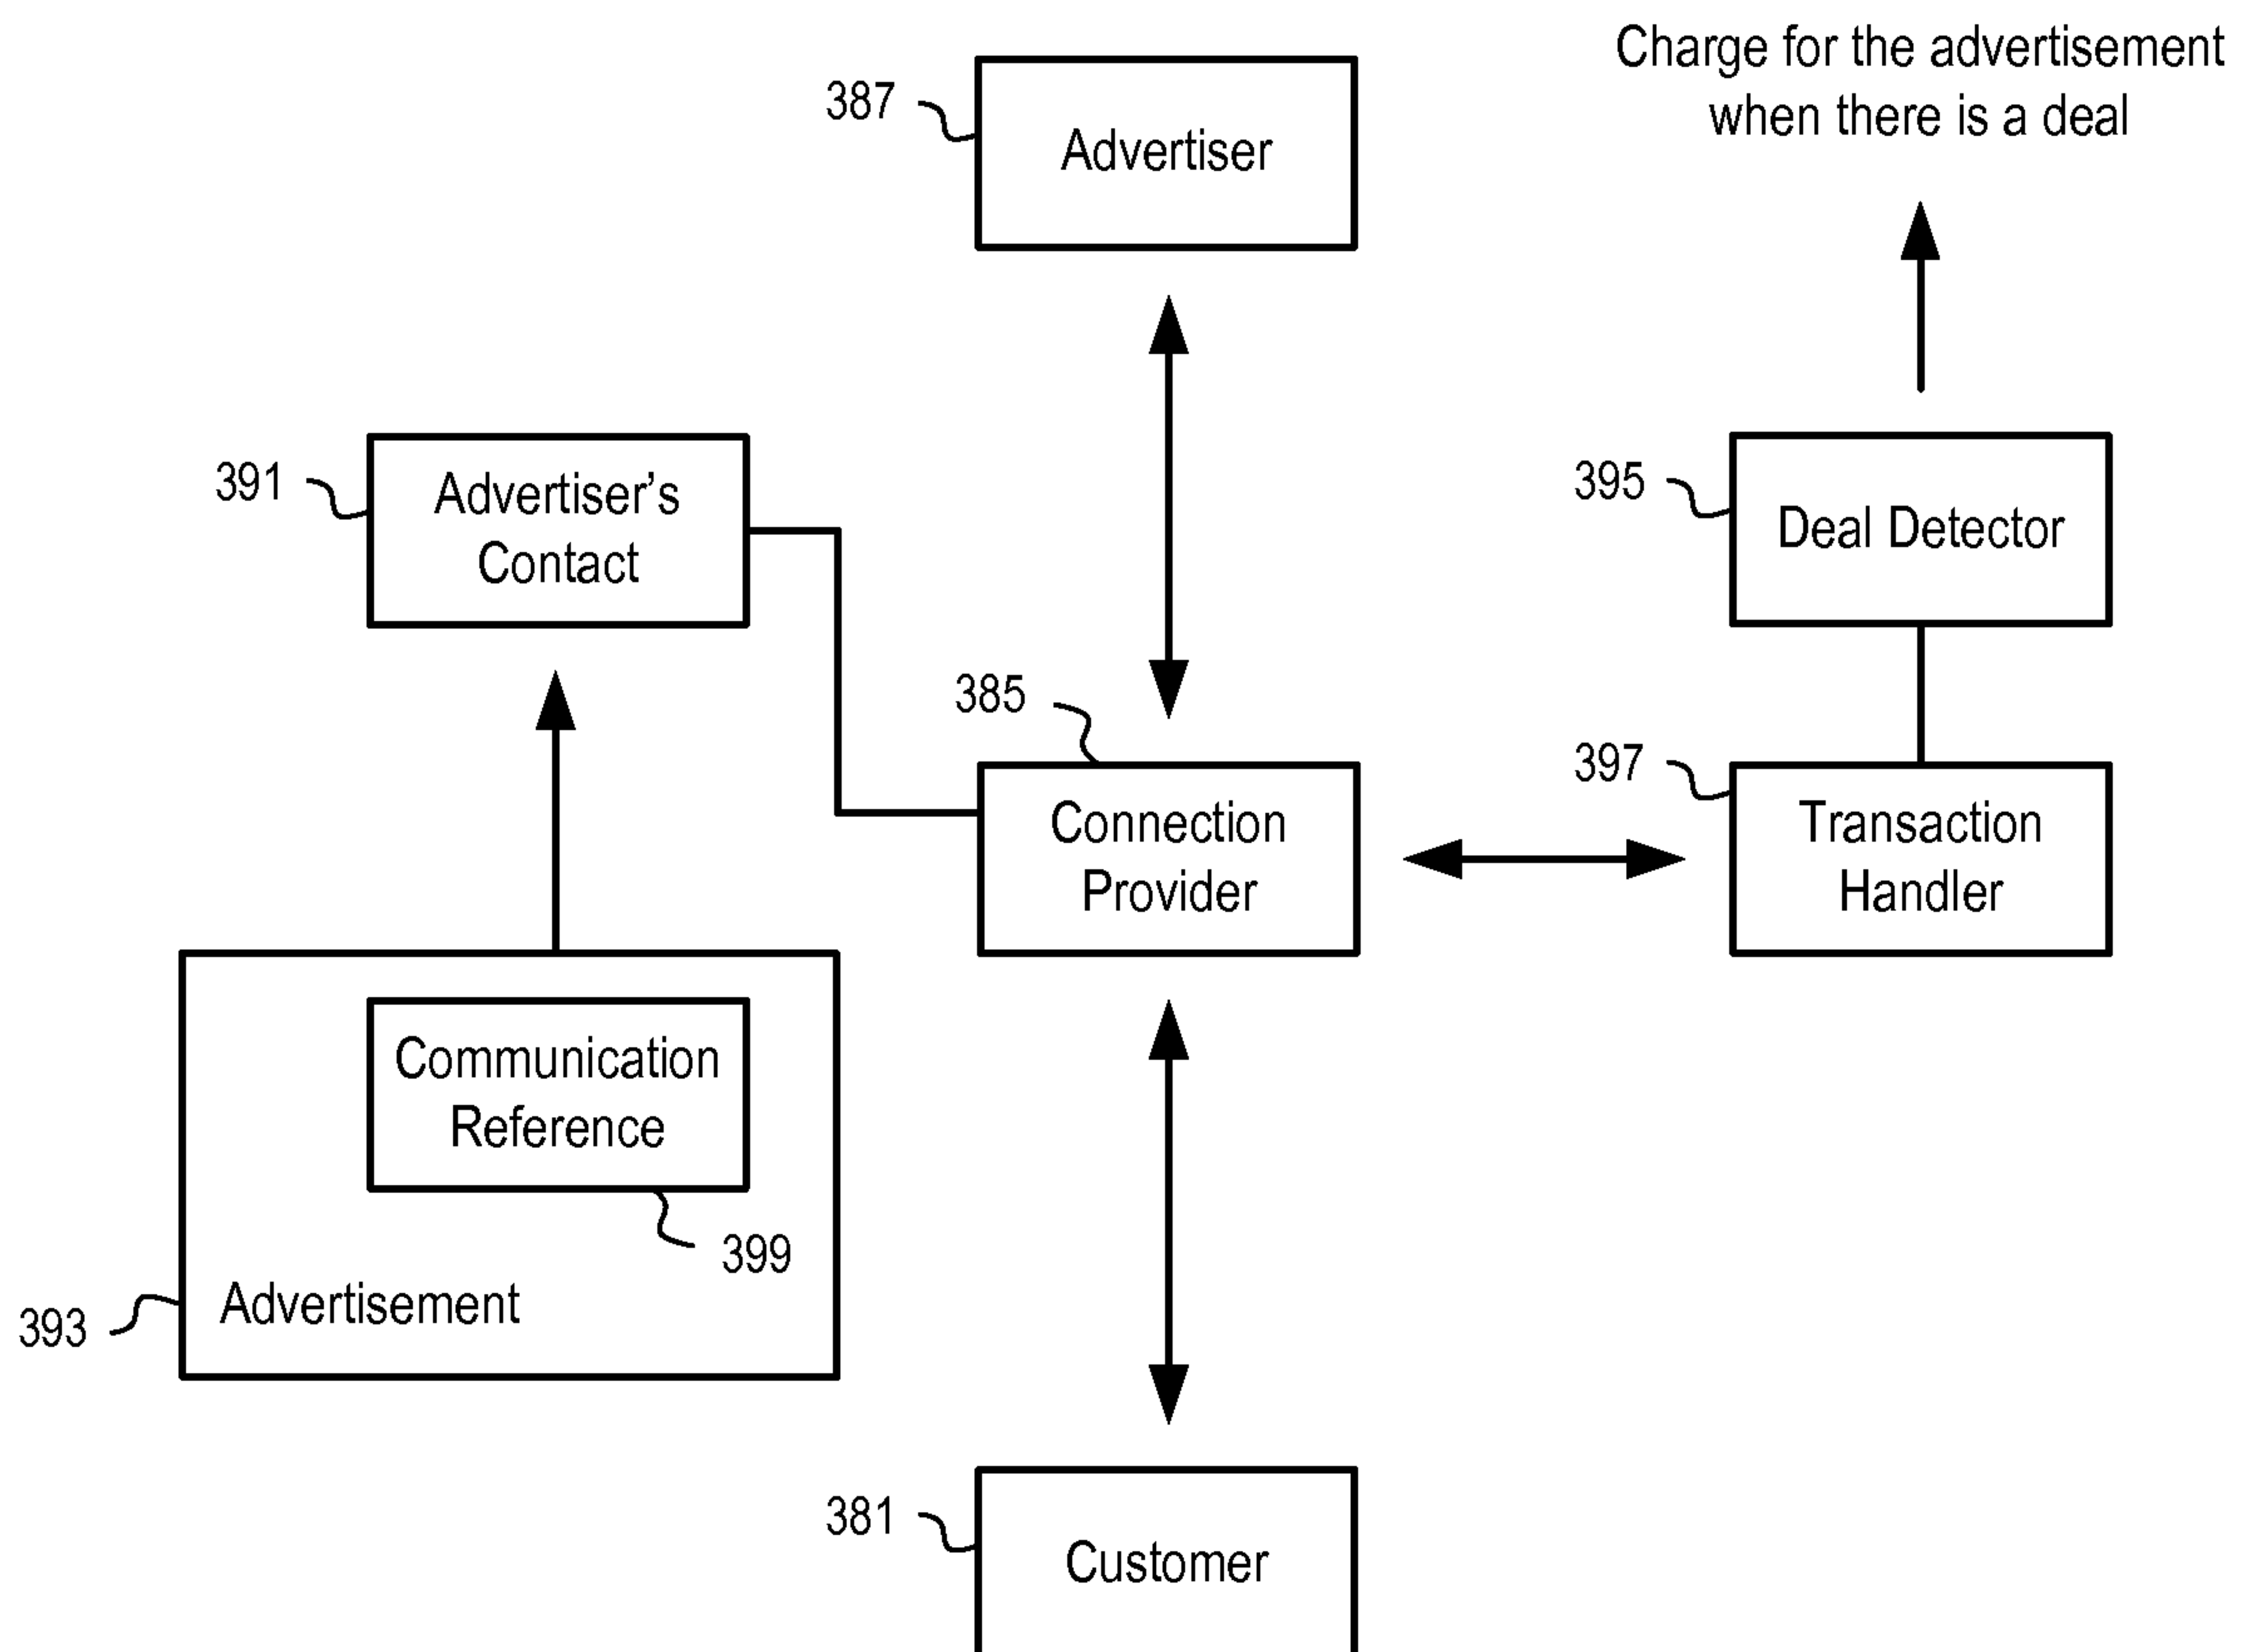 Charge for the advertisement
when there is a deal
387
Advertiser
391
Advertiser’s
Contact
395
Deal Detector
385
Connection
Provider
397
Transaction
Handler
Communication
Reference
399
Advertisement
393
381
Customer